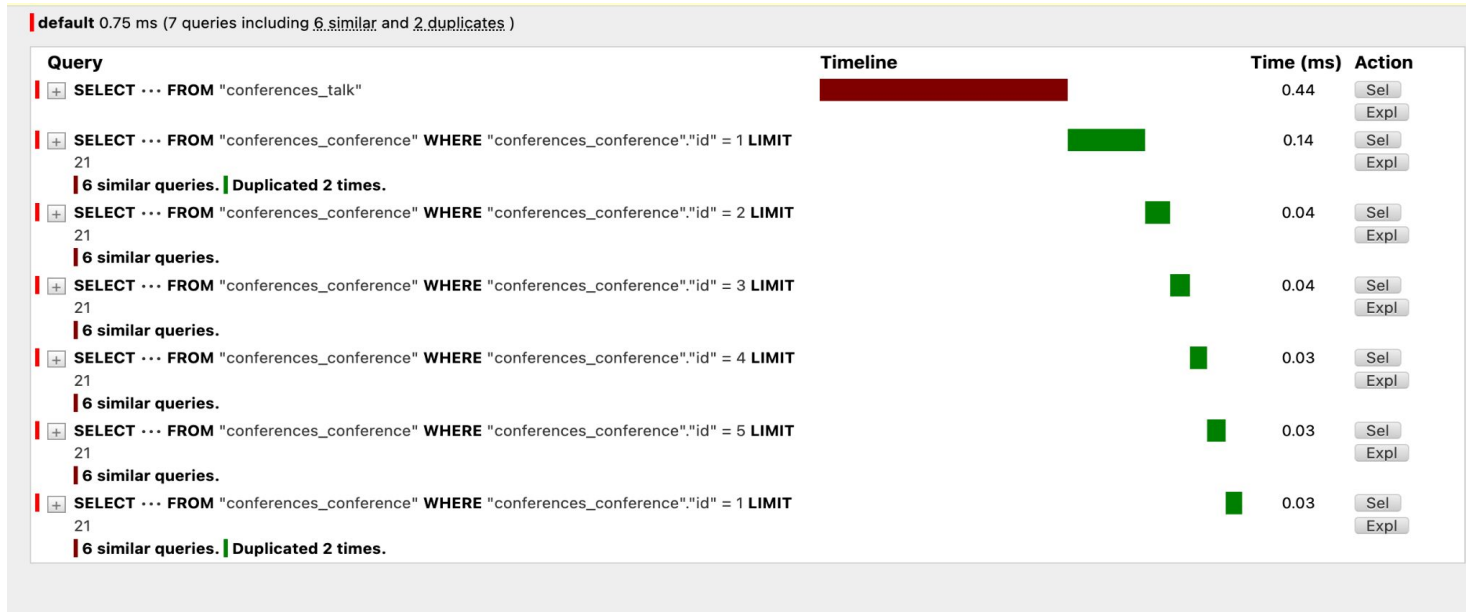 default 0.75 ms (7 queries including 6 similar and 2 duplicates )
Query Timeline Time (ms) Action
+ SELECT ··· FROM "conferences_talk" 0.44 Sel
Expl
+ SELECT ··· FROM "conferences_conference" WHERE "conferences_conference"."id" = 1 LIMIT 0.14 Sel
21 Expl
6 similar queries. Duplicated 2 times.
+ SELECT ··· FROM "conferences_conference" WHERE "conferences_conference"."id" = 2 LIMIT 0.04 Sel
21 Expl
6 similar queries.
+ SELECT ··· FROM "conferences_conference" WHERE "conferences_conference"."id" = 3 LIMIT 0.04 Sel
21 Expl
6 similar queries.
+ SELECT ··· FROM "conferences_conference" WHERE "conferences_conference"."id" = 4 LIMIT 0.03 Sel
21 Expl
6 similar queries.
+ SELECT ··· FROM "conferences_conference" WHERE "conferences_conference"."id" = 5 LIMIT 0.03 Sel
21 Expl
6 similar queries.
+ SELECT ··· FROM "conferences_conference" WHERE "conferences_conference"."id" = 1 LIMIT 0.03 Sel
21 Expl
6 similar queries. Duplicated 2 times.